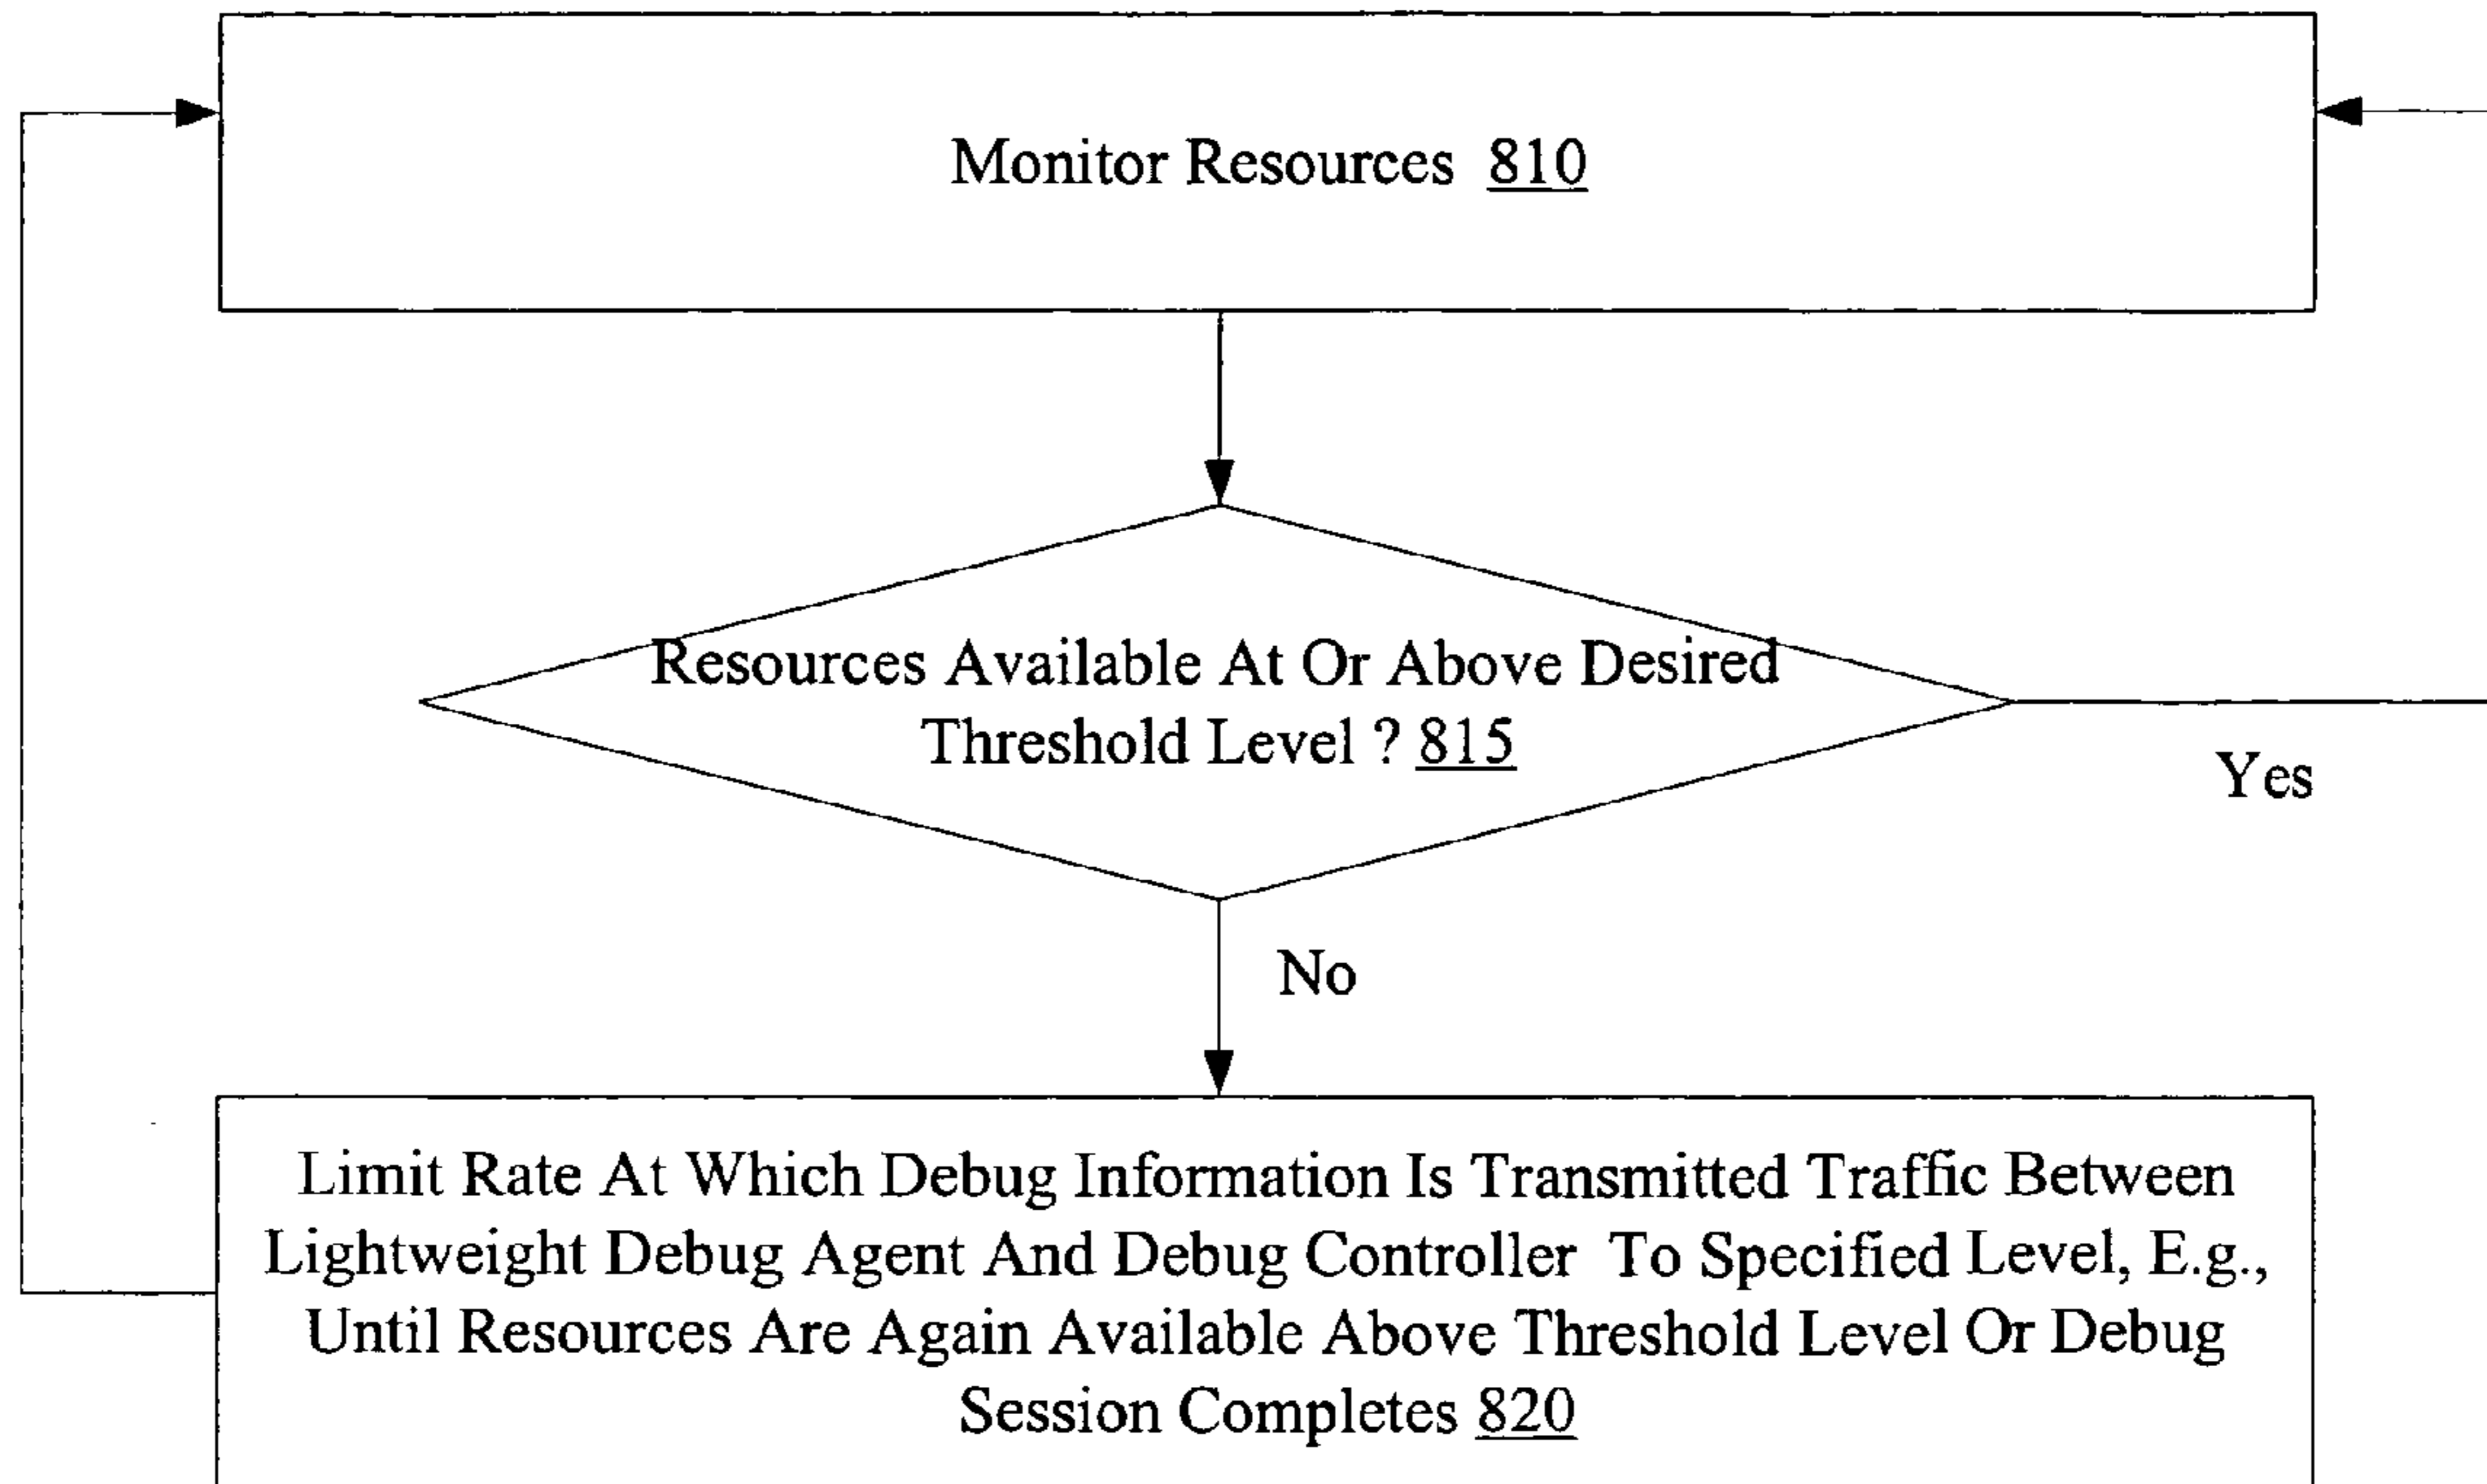 Monitor Resources 810
Resources Available At Or Above Desired
Threshold Level ? 815
Yes
No
Limit Rate At Which Debug Information Is Transmitted Traffic Between
Lightweight Debug Agent And Debug Controller To Specified Level, E.g.,
Until Resources Are Again Available Above Threshold Level Or Debug
Session Completes 820